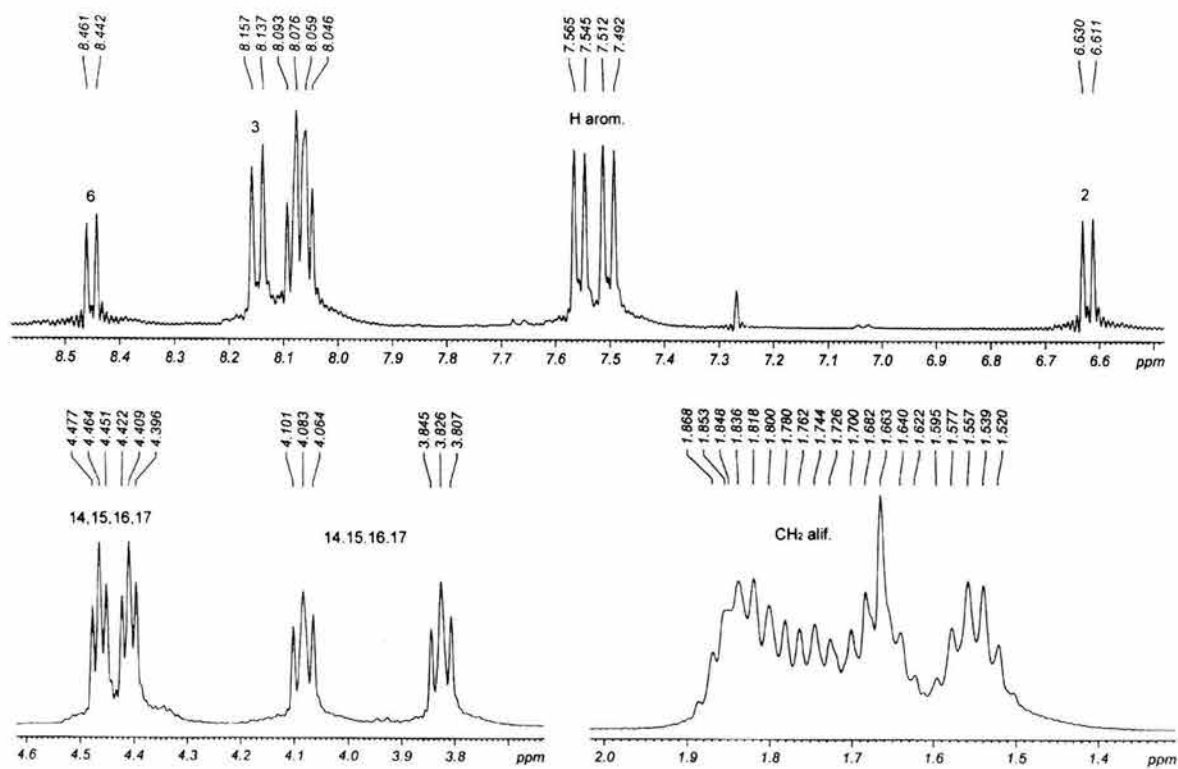 8.461 8.442 8.157 8.137 8.093 8.076 8.059 8.046 7.565 7.545 7.512 7.492 6.630 6.611
3
H arom.
6
2
8.5 8.4 8.3 8.2 8.1 8.0 7.9 7.8 7.7 7.6 7.5 7.4 7.3 7.2 7.1 7.0 6.9 6.8 6.7 6.6 ppm
4.477 4.464 4.451 4.422 4.409 4.396 4.101 4.083 4.064 3.845 3.826 3.807
14,15,16,17
14.15.16.17
4.6 4.5 4.4 4.3 4.2 4.1 4.0 3.9 3.8 ppm
1.868 1.853 1.848 1.836 1.818 1.800 1.780 1.762 1.744 1.726 1.700 1.682 1.663 1.640 1.622 1.595 1.577 1.557 1.539 1.520
CH₂ alif.
2.0 1.9 1.8 1.7 1.6 1.5 1.4 ppm